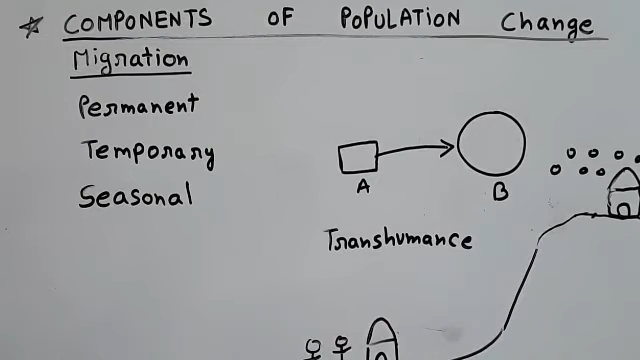 ☆ COMPONENTS OF POPULATION Change
Migration
Permanent
Temporary
Seasonal
A
B
Transhumance